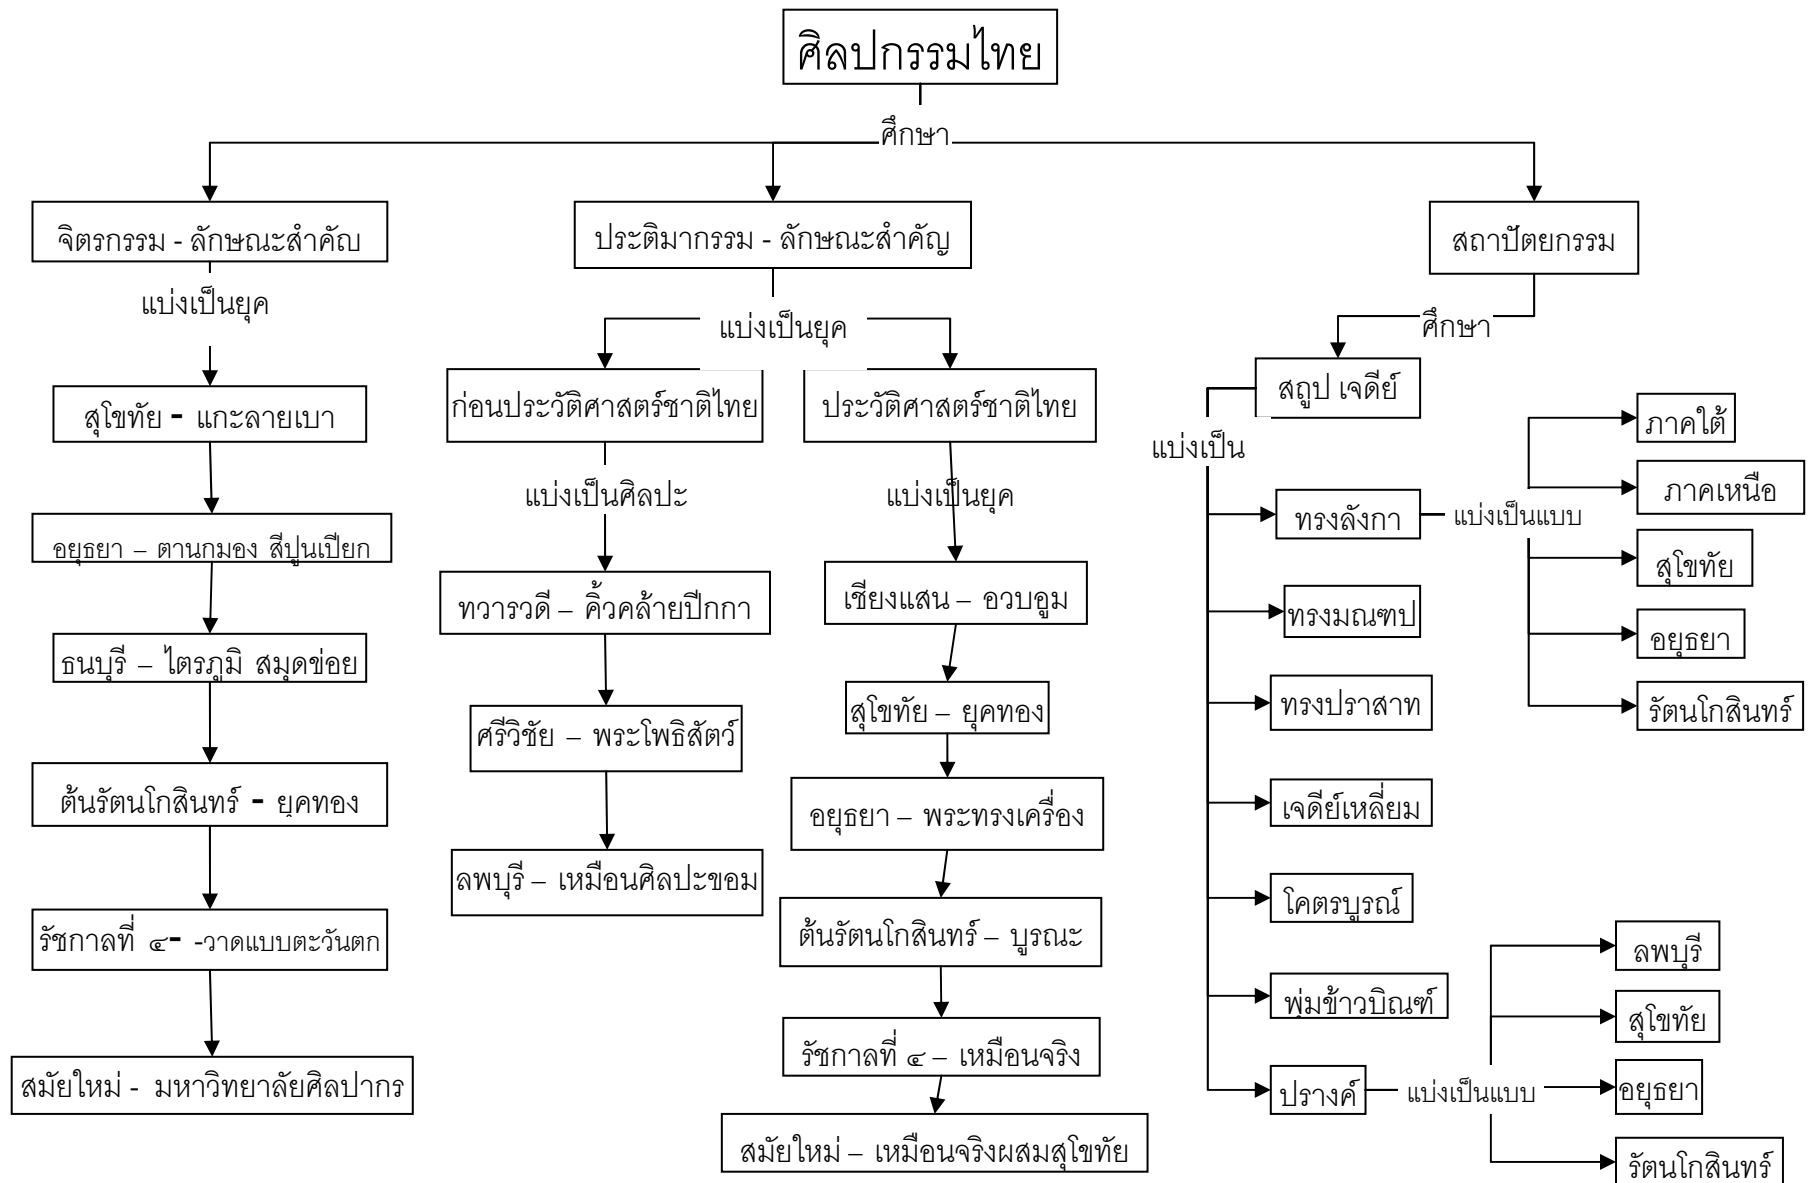 ศิลปกรรมไทย
ศึกษา
จิตรกรรม - ลักษณะสำคัญ
แบ่งเป็นยุค
สุโขทัย - แกะลายเบา
อยุธยา – ตานกมอง สีปูนเปียก
ธนบุรี – ไตรภูมิ สมุดข่อย
ต้นรัตนโกสินทร์ - ยุคทอง
รัชกาลที่ ๔- -วาดแบบตะวันตก
สมัยใหม่ - มหาวิทยาลัยศิลปากร
ประติมากรรม - ลักษณะสำคัญ
แบ่งเป็นยุค
ก่อนประวัติศาสตร์ชาติไทย
แบ่งเป็นศิลปะ
ทวารวดี – คิ้วคล้ายปีกกา
ศรีวิชัย – พระโพธิสัตว์
ลพบุรี – เหมือนศิลปะขอม
ประวัติศาสตร์ชาติไทย
แบ่งเป็นยุค
เชียงแสน – อวบอูม
สุโขทัย – ยุคทอง
อยุธยา – พระทรงเครื่อง
ต้นรัตนโกสินทร์ – บูรณะ
รัชกาลที่ ๔ – เหมือนจริง
สมัยใหม่ – เหมือนจริงผสมสุโขทัย
สถาปัตยกรรม
ศึกษา
สถูป เจดีย์
แบ่งเป็น
ทรงลังกา
แบ่งเป็นแบบ
ภาคใต้
ภาคเหนือ
สุโขทัย
อยุธยา
รัตนโกสินทร์
ทรงมณฑป
ทรงปราสาท
เจดีย์เหลี่ยม
โคตรบูรณ์
พุ่มข้าวบิณฑ์
ปรางค์
แบ่งเป็นแบบ
ลพบุรี
สุโขทัย
อยุธยา
รัตนโกสินทร์